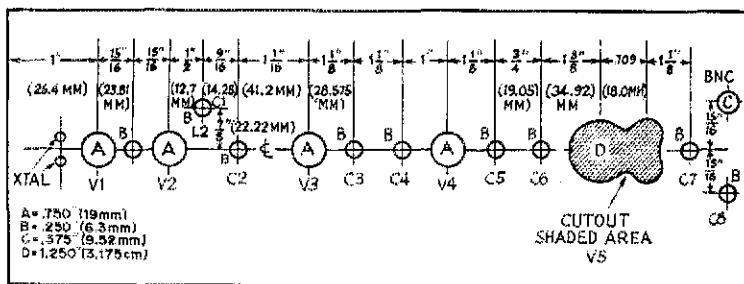 1" 15/16 15/16 1/2" 9/16 1 1/16" 1 1/8" 1 1/8 1" 1 1/8 3/4 1 3/8" .709 1 1/8" BNC
(25.4 MM) (23.81 MM) (12.7 MM) (14.28) (41.2 MM) (28.575 MM) (19.05) MM) (34.92) MM (18.0MM)
C1
B L2 7/8" (22.22MM) 15/16"
A B A B ℄ A B B A B B D B 15/16" B
XTAL V1 V2 C2 V3 C3 C4 V4 C5 C6 C7 C8
A=.750" (19mm)
B=.250 (6.3mm)
C=.375" (9.52mm)
D=1.250" (3.175cm)
CUTOUT
SHADED AREA
V5